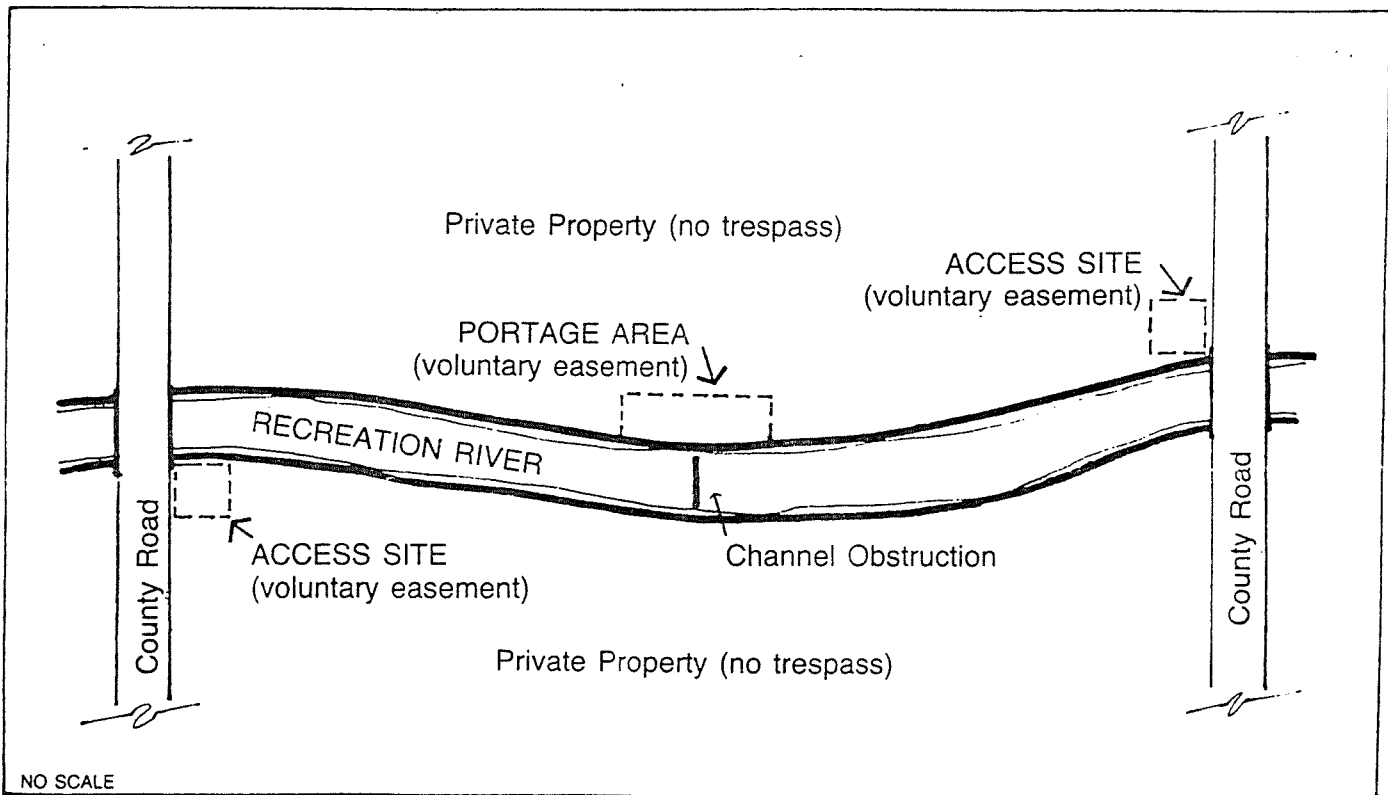 Private Property (no trespass)
ACCESS SITE
(voluntary easement)
PORTAGE AREA
(voluntary easement)
RECREATION RIVER
County Road
ACCESS SITE
(voluntary easement)
Channel Obstruction
County Road
Private Property (no trespass)
NO SCALE